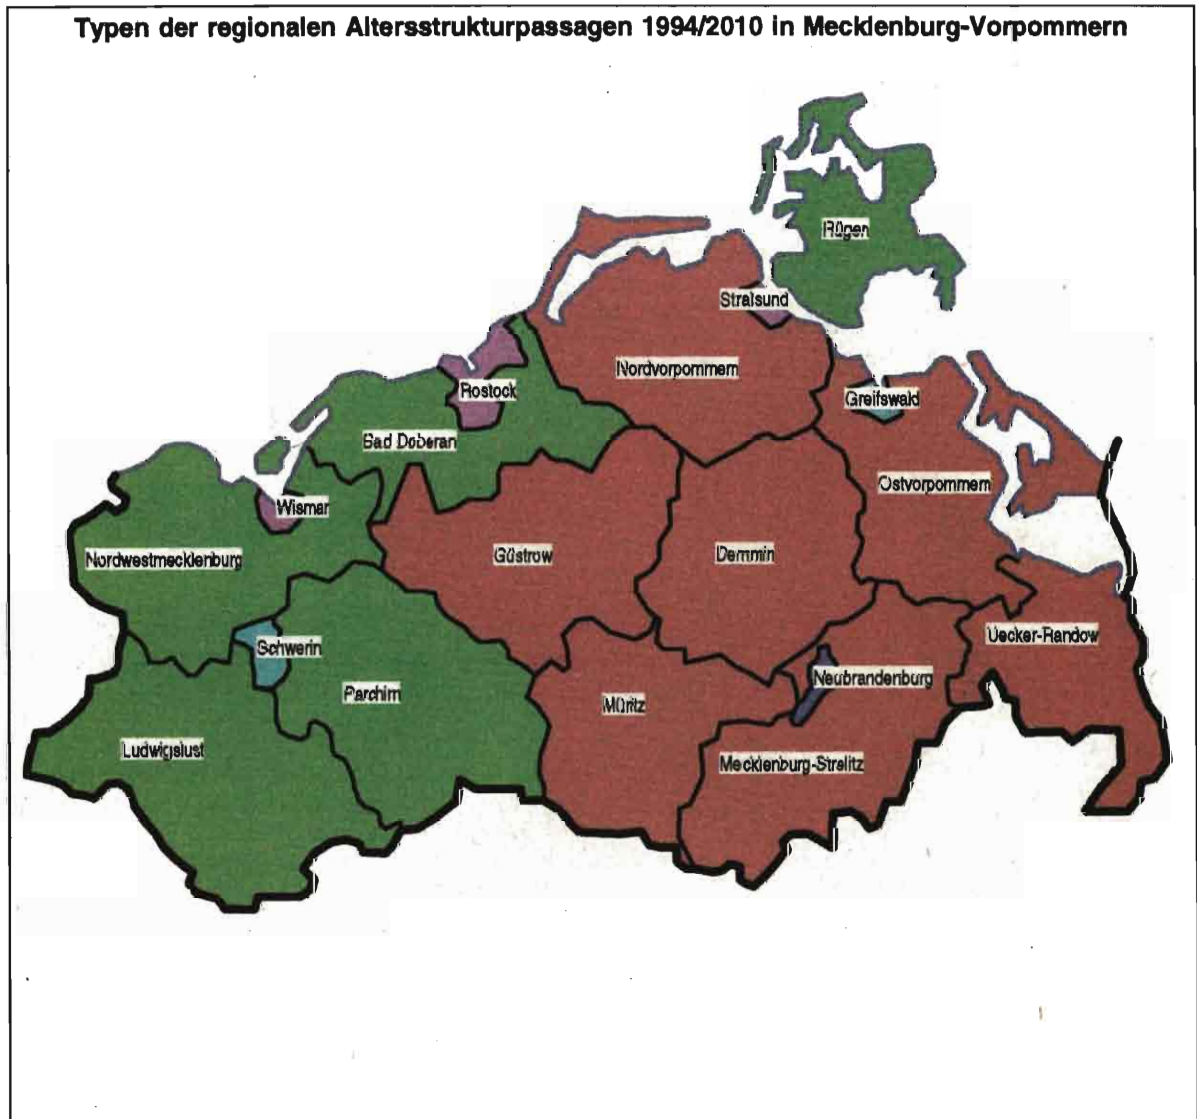 Typen der regionalen Altersstrukturpassagen 1994/2010 in Mecklenburg-Vorpommern
Rügen
Stralsund
Nordvorpommern
Rostock
Greifswald
Bad Doberan
Ostvorpommern
Wismar
Nordwestmecklenburg
Güstrow
Demmin
Uecker-Randow
Schwerin
Neubrandenburg
Parchim
Müritz
Ludwigslust
Mecklenburg-Strelitz